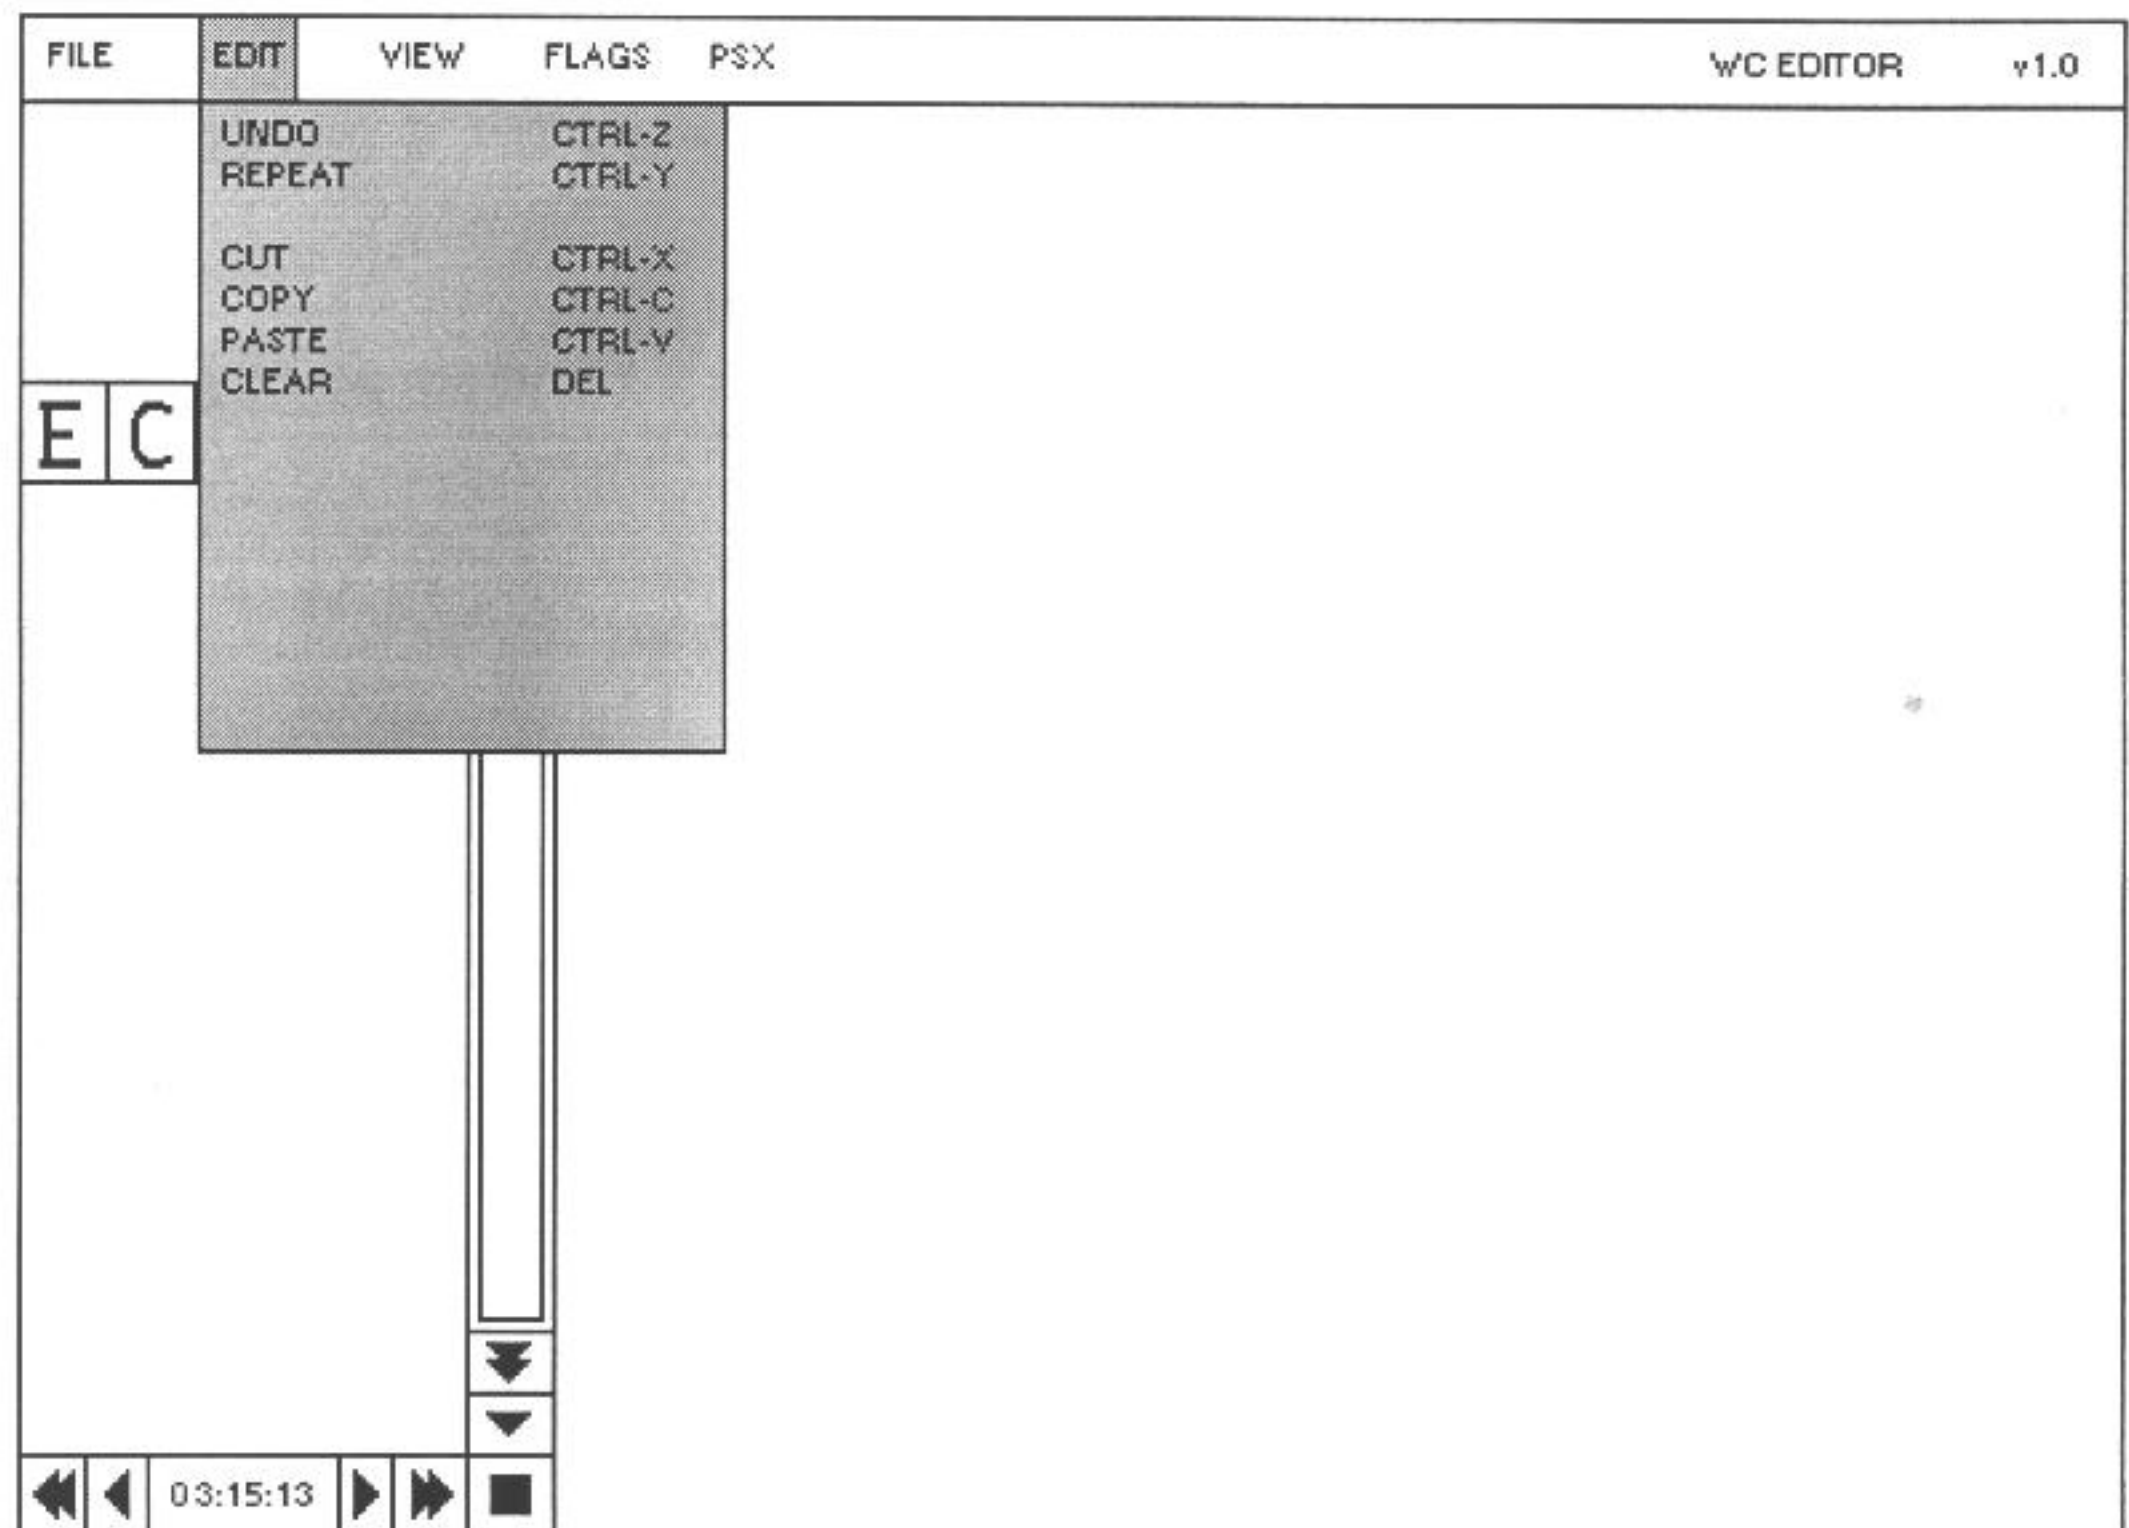 FILE EDIT VIEW FLAGS PSX WC EDITOR v1.0
UNDO CTRL-Z
REPEAT CTRL-Y
CUT CTRL-X
COPY CTRL-C
PASTE CTRL-V
CLEAR DEL
E C
03:15:13